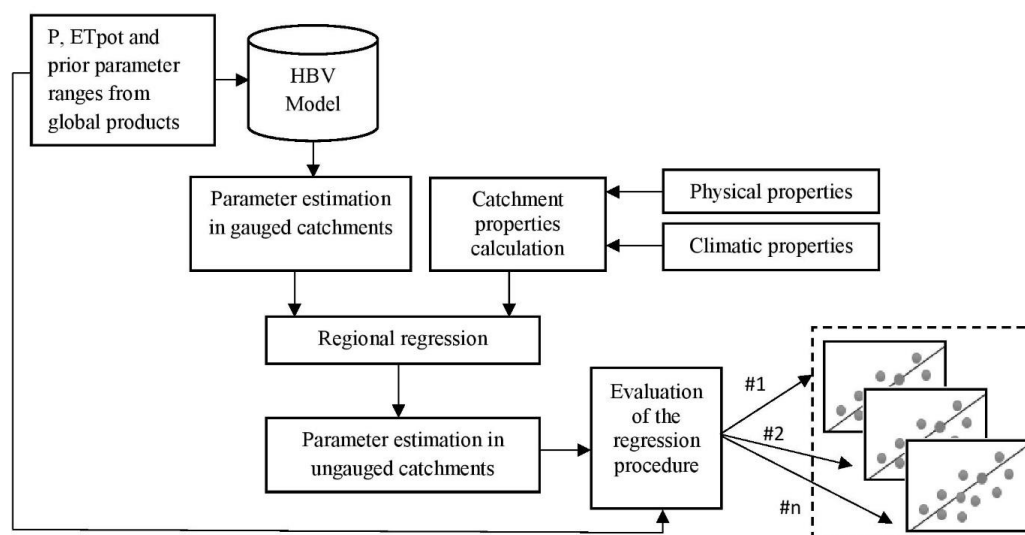 P, ETpot and
prior parameter
ranges from
global products
HBV
Model
Parameter estimation
in gauged catchments
Catchment
properties
calculation
Physical properties
Climatic properties
Regional regression
Parameter estimation in
ungauged catchments
Evaluation
of the
regression
procedure
#1
#2
#n